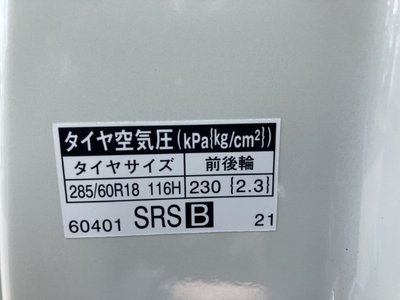 タイヤ空気圧(kPa{kg/cm²})
タイヤサイズ 前後輪
285/60R18 116H 230 {2.3}
60401 SRS B 21